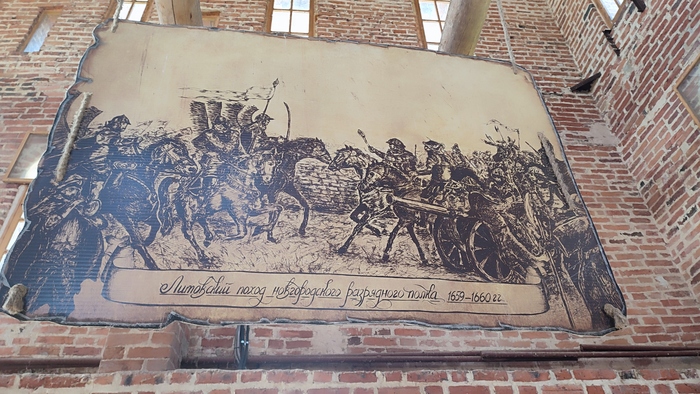 Литовский поход новгородского разрядного полка 1659-1660 гг.